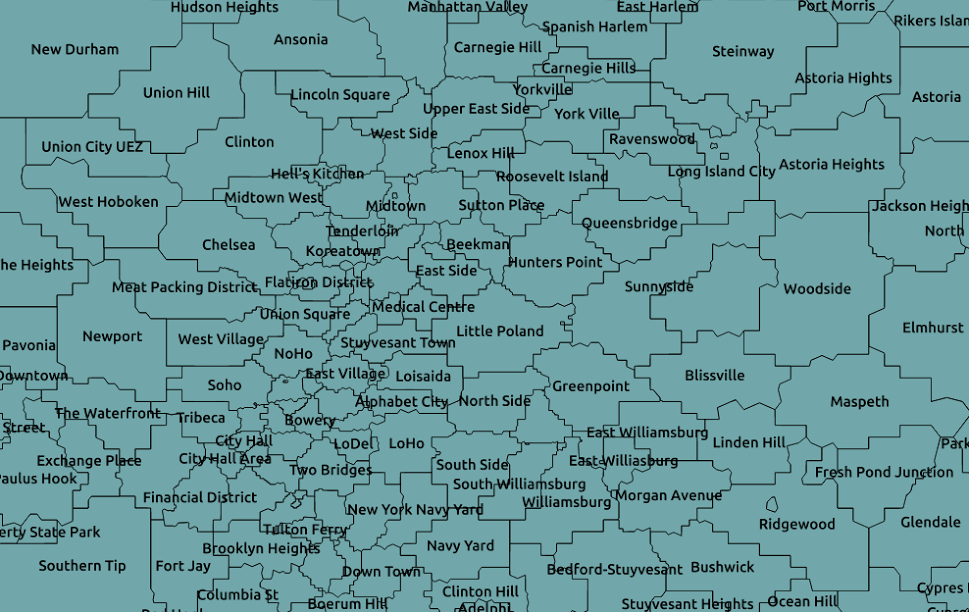 Hudson Heights
Manhattan Valley
East Harlem
Port Morris
Rikers Islan
Spanish Harlem
New Durham
Ansonia
Carnegie Hill
Steinway
Carnegie Hills
Astoria Hights
Union Hill
Lincoln Square
Yorkville
Astoria
Upper East Side
York Ville
West Side
Union City UEZ
Clinton
Ravenswood
Lenox Hill
Astoria Heights
Hell's Kitchen
Roosevelt Island
Long Island City
Midtown West
West Hoboken
Midtown
Sutton Place
Jackson Heigh
Queensbridge
Tenderloin
North
Chelsea
Koreatown
Beekman
he Heights
East Side
Hunters Point
Meat Packing District
Flatiron District
Sunnyside
Woodside
Union Square
Medical Centre
Newport
West Village
Stuyvesant Town
Little Poland
Elmhurst
Pavonia
NoHo
Downtown
Soho
East Village
Loisaida
Greenpoint
Blissville
The Waterfront
Tribeca
Alphabet City
North Side
Maspeth
Street
Bowery
City Hall
LoDel
LoHo
East Williamsburg
Linden Hill
Park
Exchange Place
City Hall Area
Two Bridges
South Side
East Williasburg
Fresh Pond Junction
Paulus Hook
South Williamsburg
Financial District
New York Navy Yard
Williamsburg
Morgan Avenue
erty State Park
Tulton Ferry
Ridgewood
Glendale
Brooklyn Heights
Navy Yard
Southern Tip
Fort Jay
Down Town
Bedford-Stuyvesant
Bushwick
Columbia St
Boerum Hill
Clinton Hill
Adelphi
Stuyvesant Heights
Ocean Hill
Cypres